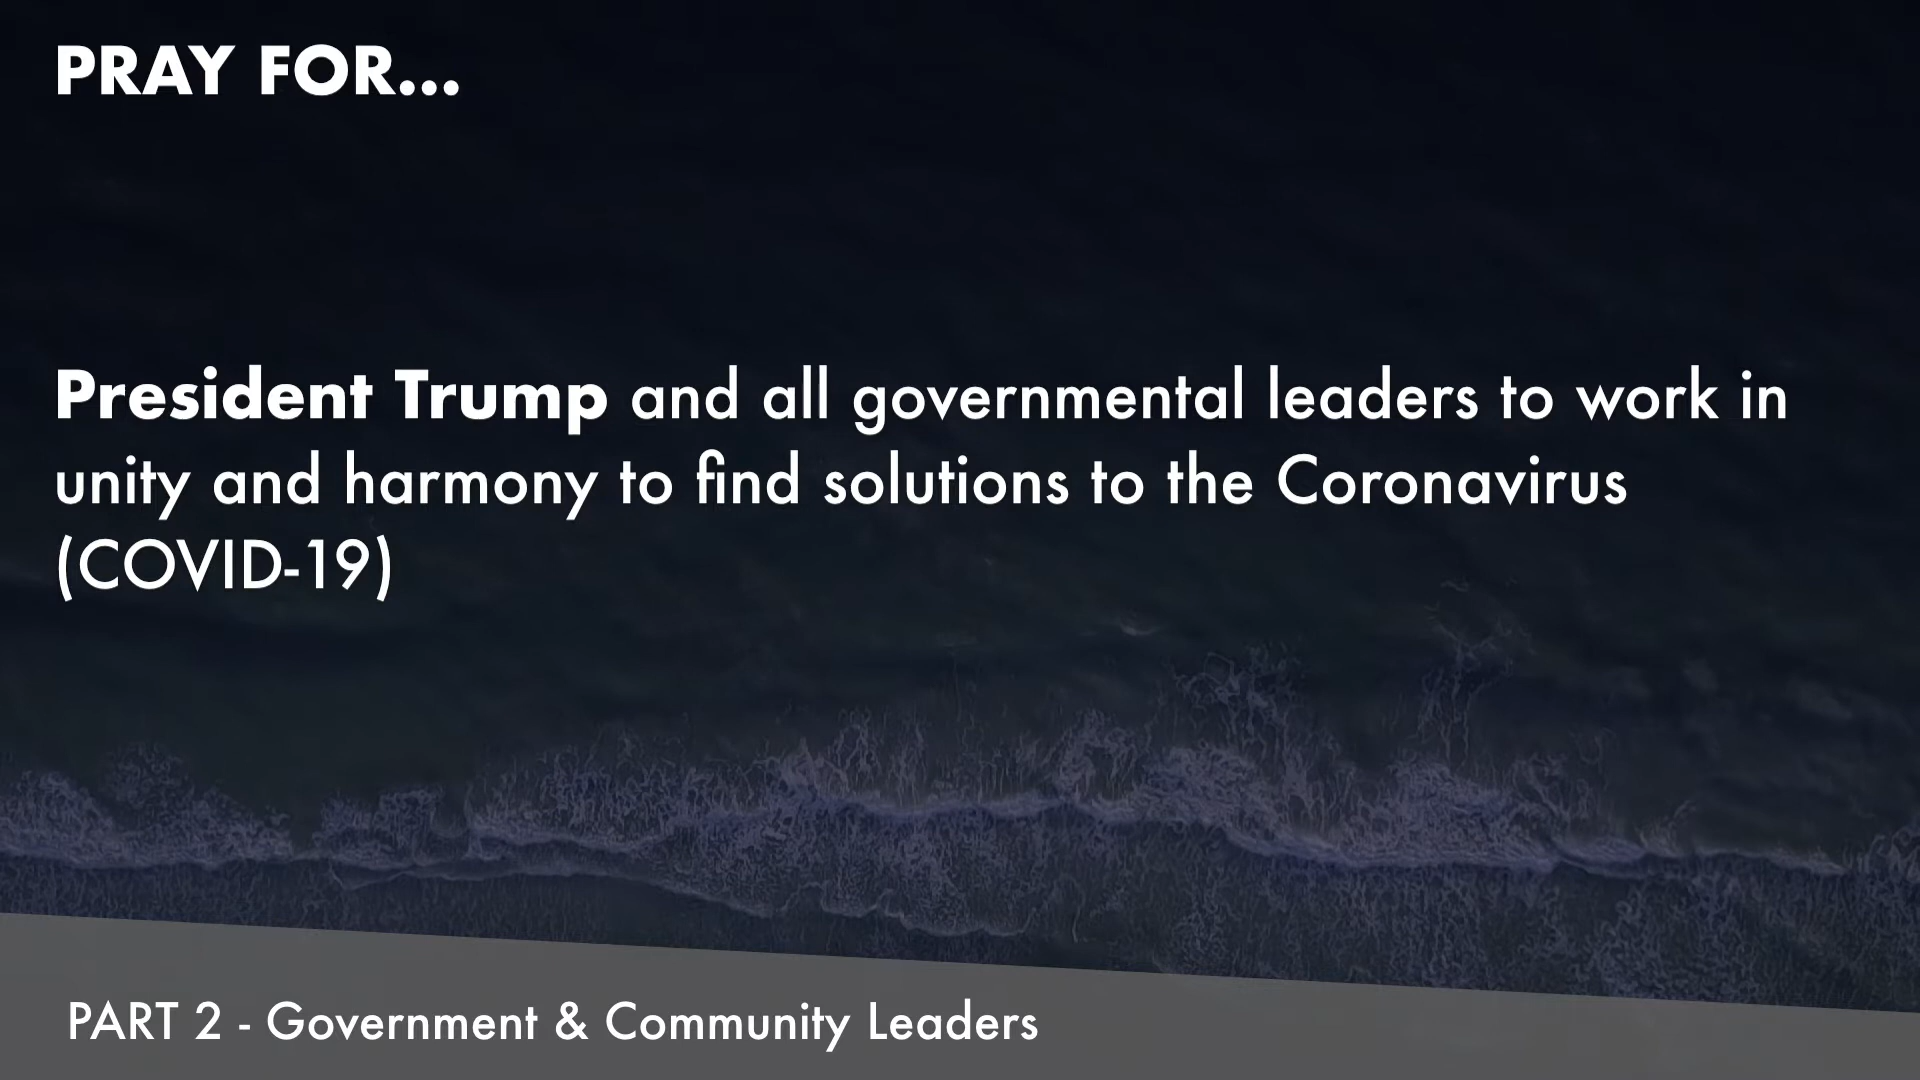 PRAY FOR...
President Trump and all governmental leaders to work in
unity and harmony to find solutions to the Coronavirus
(COVID-19)
PART 2 - Government & Community Leaders